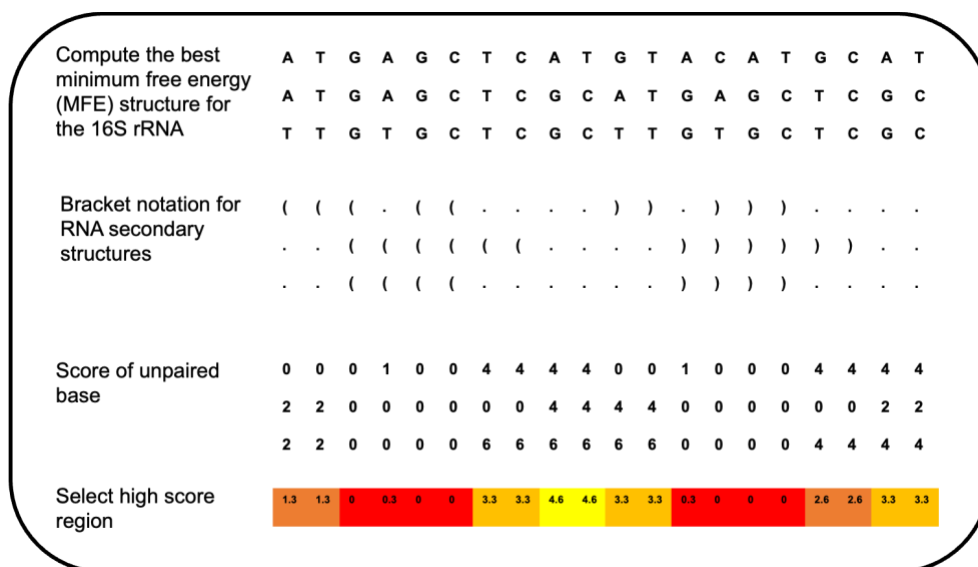 Compute the best
minimum free energy
(MFE) structure for
the 16S rRNA
A T G A G C T C A T G T A C A T G C A T
A T G A G C T C G C A T G A G C T C G C
T T G T G C T C G C T T G T G C T C G C
Bracket notation for
RNA secondary
structures
( ( ( . ( ( . . . . ) ) . ) ) ) . . . .
. . ( ( ( ( ( ( . . . . ) ) ) ) ) ) . .
. . ( ( ( ( . . . . . . ) ) ) ) . . . .
Score of unpaired
base
0 0 0 1 0 0 4 4 4 4 0 0 1 0 0 0 4 4 4 4
2 2 0 0 0 0 0 0 4 4 4 4 0 0 0 0 0 0 2 2
2 2 0 0 0 0 6 6 6 6 6 6 0 0 0 0 4 4 4 4
Select high score
region
1.3 1.3 0 0.3 0 0 3.3 3.3 4.6 4.6 3.3 3.3 0.3 0 0 0 2.6 2.6 3.3 3.3